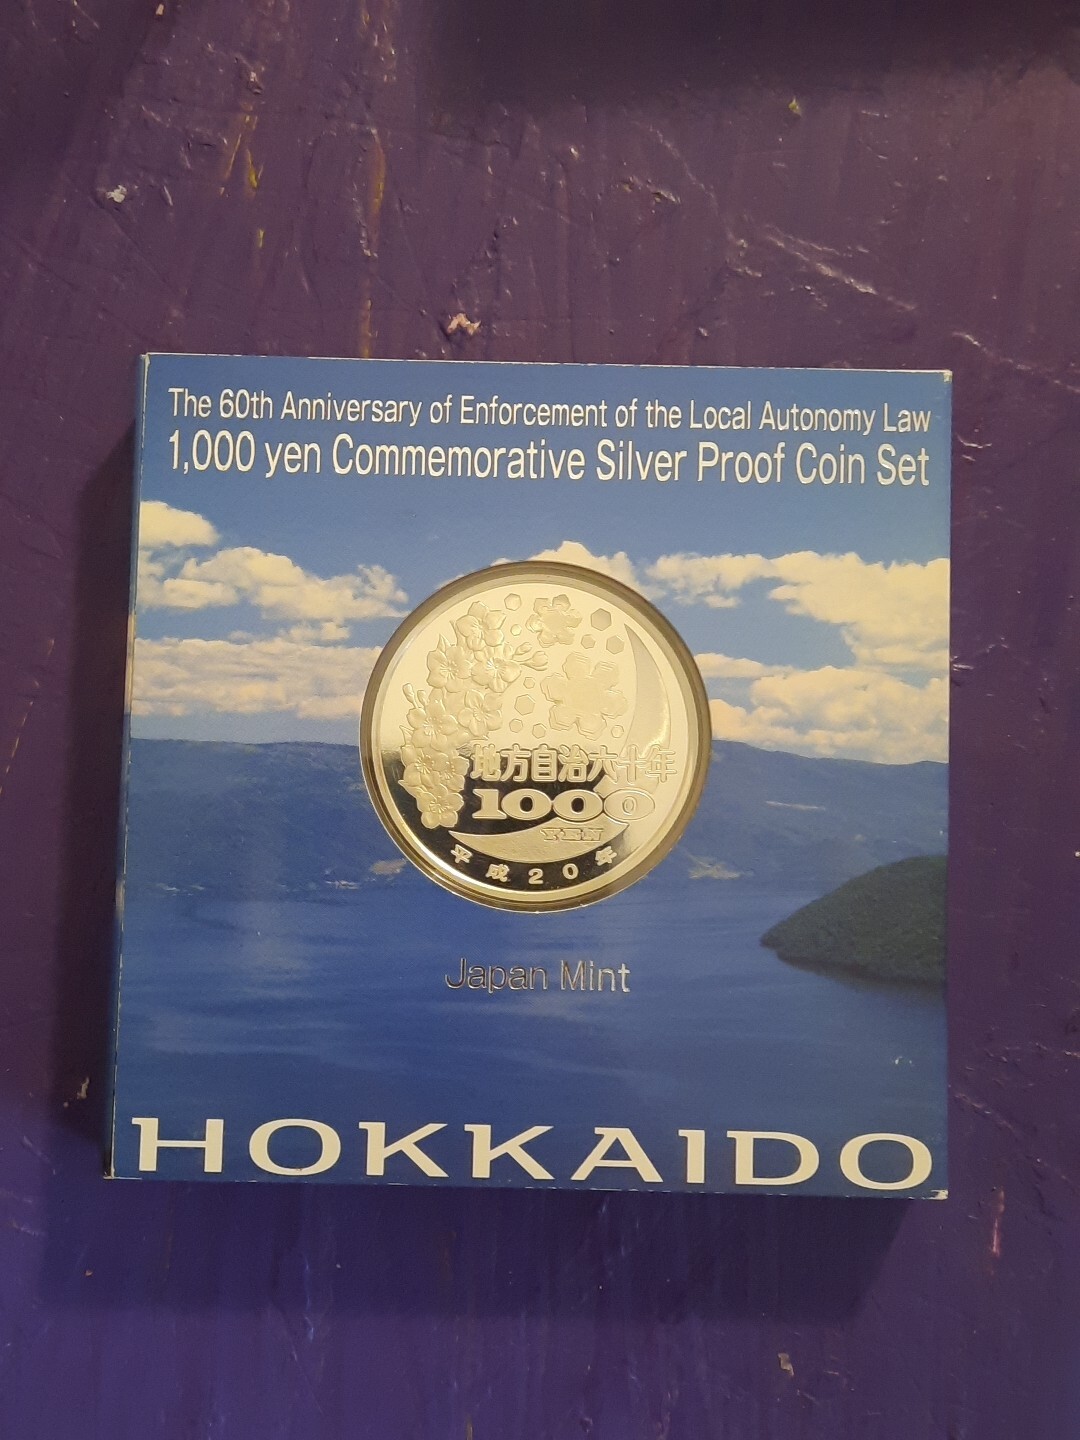 The 60th Anniversary of Enforcement of the Local Autonomy Law
1,000 yen Commemorative Silver Proof Coin Set
地方自治六十年
1000
YEN
平成20年
Japan Mint
HOKKAIDO